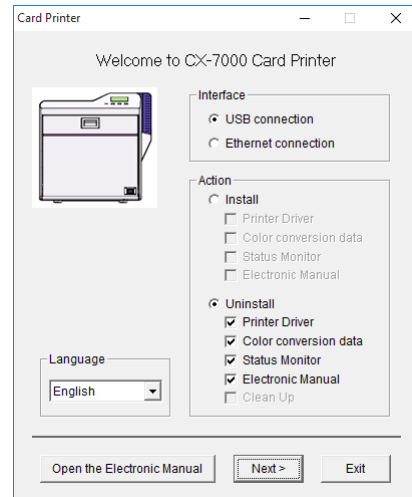 Card Printer
Welcome to CX-7000 Card Printer
Interface
USB connection
Ethernet connection
Action
Install
Printer Driver
Color conversion data
Status Monitor
Electronic Manual
Uninstall
Printer Driver
Color conversion data
Status Monitor
Electronic Manual
Clean Up
Language
English
Open the Electronic Manual
Next >
Exit